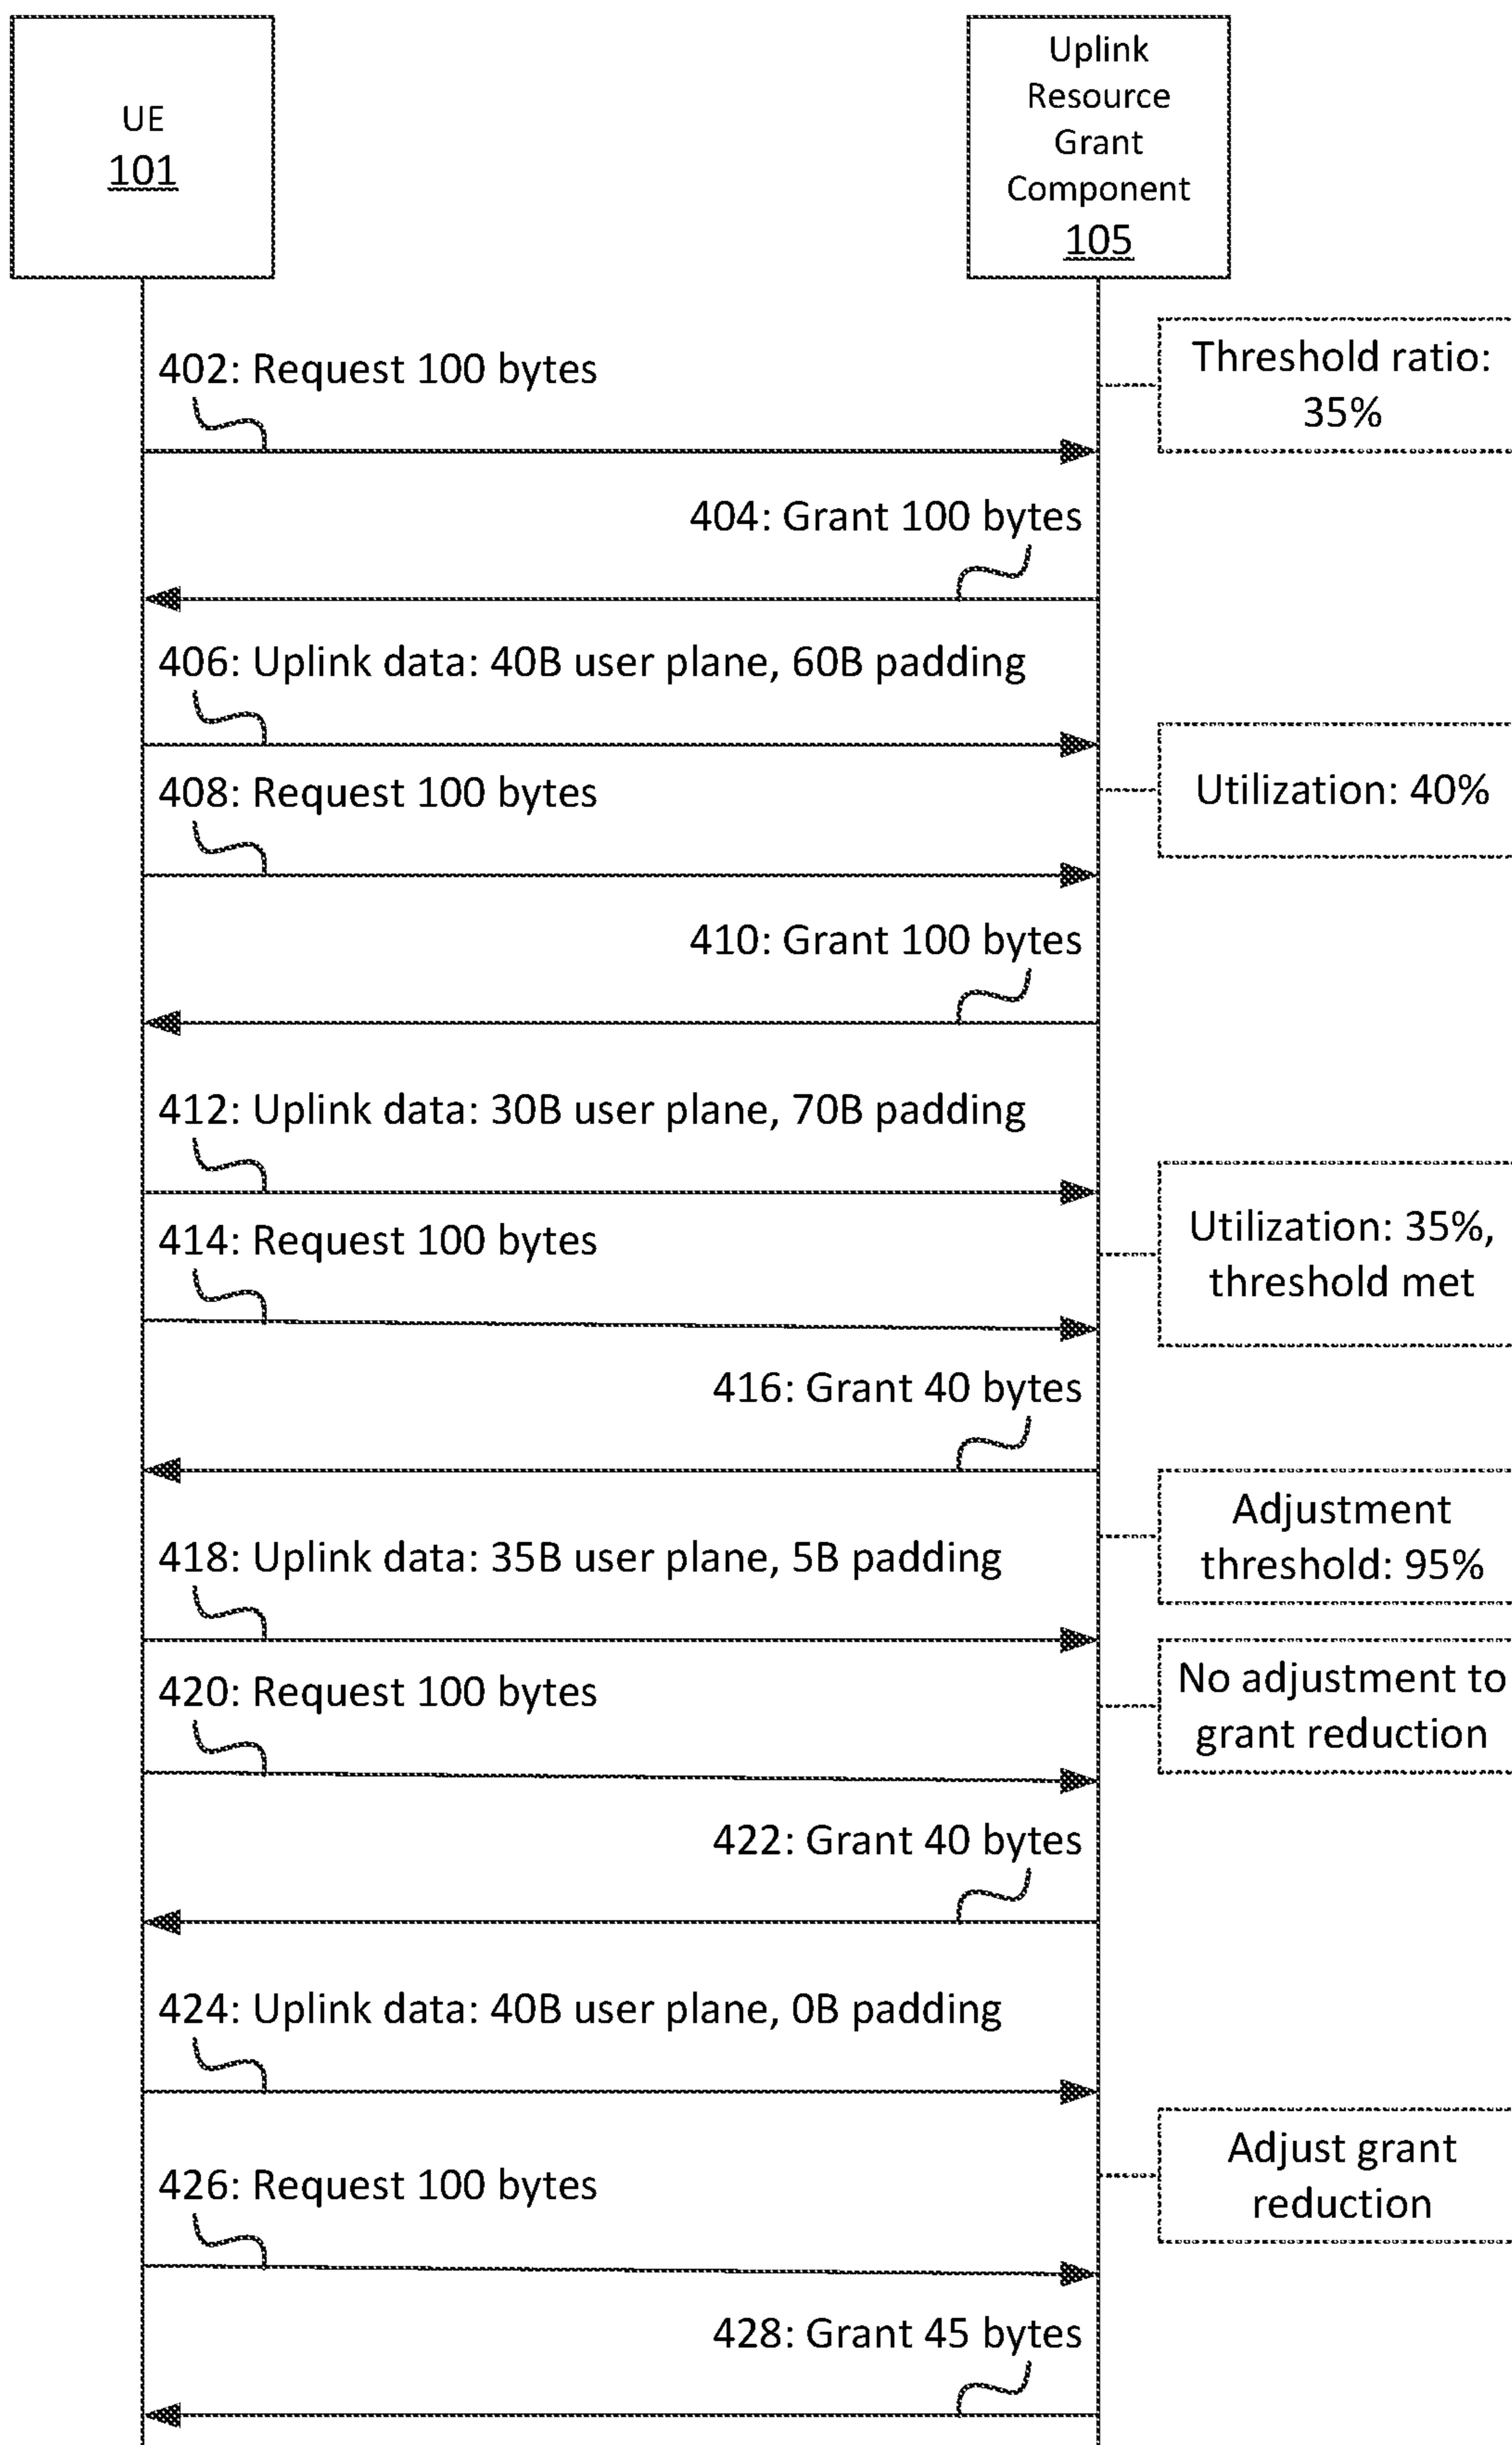 UE
101
Uplink
Resource
Grant
Component
105
402: Request 100 bytes
Threshold ratio:
35%
404: Grant 100 bytes
406: Uplink data: 40B user plane, 60B padding
408: Request 100 bytes
Utilization: 40%
410: Grant 100 bytes
412: Uplink data: 30B user plane, 70B padding
414: Request 100 bytes
Utilization: 35%,
threshold met
416: Grant 40 bytes
Adjustment
threshold: 95%
418: Uplink data: 35B user plane, 5B padding
420: Request 100 bytes
No adjustment to
grant reduction
422: Grant 40 bytes
424: Uplink data: 40B user plane, 0B padding
426: Request 100 bytes
Adjust grant
reduction
428: Grant 45 bytes